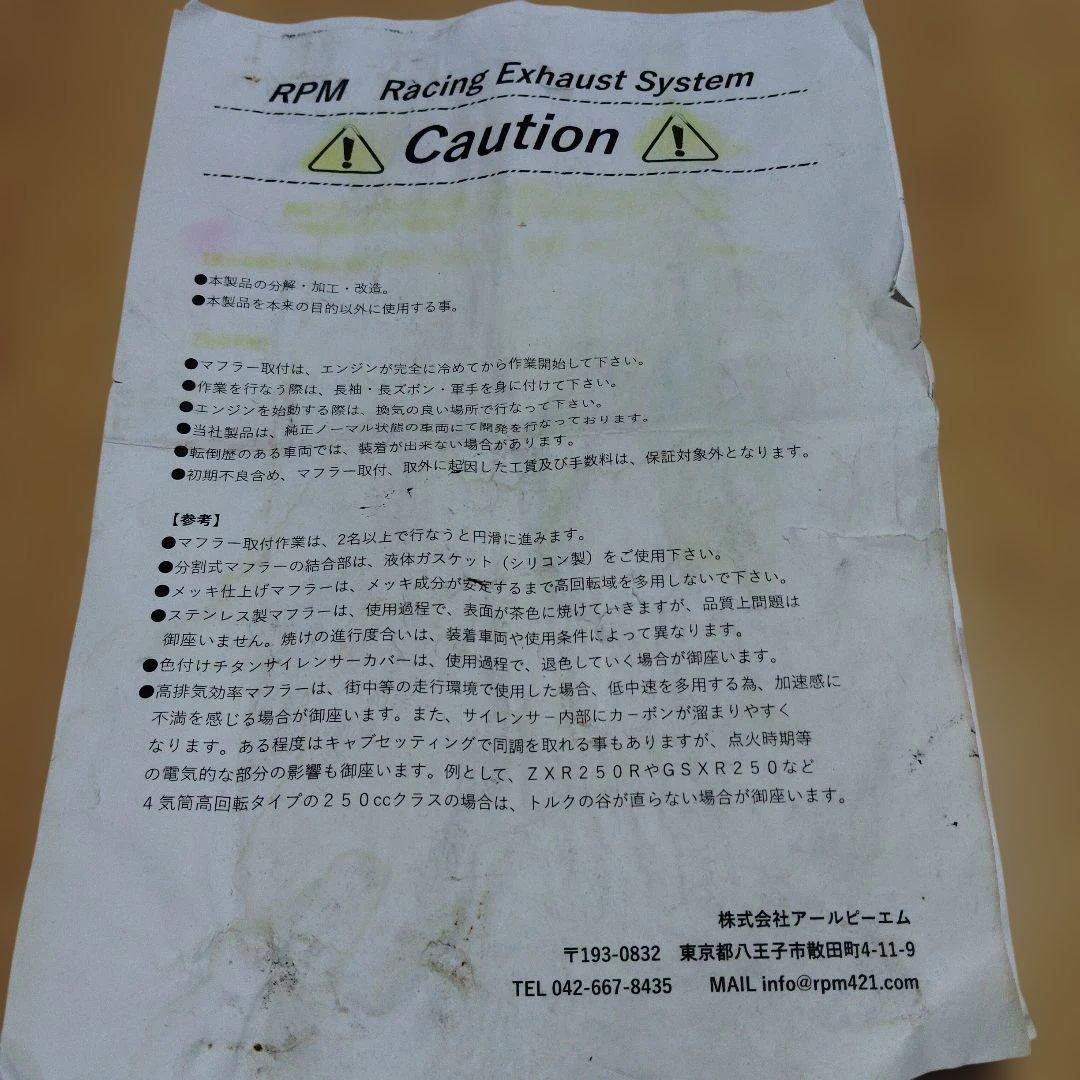 RPM Racing Exhaust System
Caution
●本製品の分解・加工・改造。
●本製品を本来の目的以外に使用する事。
●マフラー取付は、エンジンが完全に冷めてから作業開始して下さい。
●作業を行なう際は、長袖・長ズボン・軍手を身に付けて下さい。
●エンジンを始動する際は、換気の良い場所で行なって下さい。
●当社製品は、純正ノーマル状態の車両にて開発を行なっております。
●転倒歴のある車両では、装着が出来ない場合があります。
●初期不良含め、マフラー取付、取外に起因した工賃及び手数料は、保証対象外となります。
【参考】
●マフラー取付作業は、2名以上で行なうと円滑に進みます。
●分割式マフラーの結合部は、液体ガスケット（シリコン製）をご使用下さい。
●メッキ仕上げマフラーは、メッキ成分が安定するまで高回転域を多用しないで下さい。
●ステンレス製マフラーは、使用過程で、表面が茶色に焼けていきますが、品質上問題は
御座いません。焼けの進行度合いは、装着車両や使用条件によって異なります。
●色付けチタンサイレンサーカバーは、使用過程で、退色していく場合が御座います。
●高排気効率マフラーは、街中等の走行環境で使用した場合、低中速を多用する為、加速感に
不満を感じる場合が御座います。また、サイレンサー内部にカーボンが溜まりやすく
なります。ある程度はキャブセッティングで同調を取れる事もありますが、点火時期等
の電気的な部分の影響も御座います。例として、ＺＸＲ２５０ＲやＧＳＸＲ２５０など
４気筒高回転タイプの２５０ccクラスの場合は、トルクの谷が直らない場合が御座います。
株式会社アールピーエム
〒193-0832 東京都八王子市散田町4-11-9
TEL 042-667-8435 MAIL info@rpm421.com